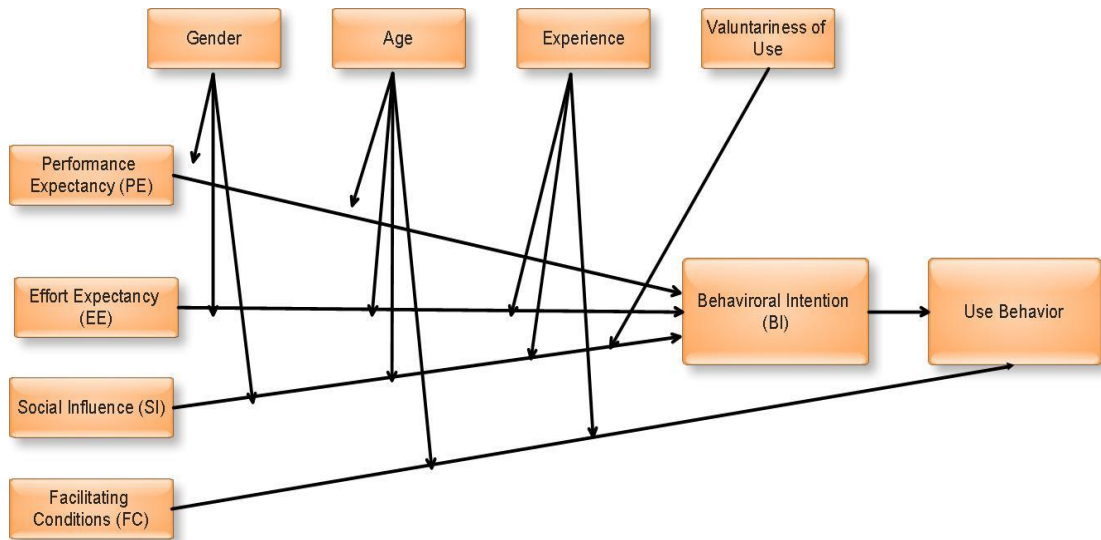 Gender
Age
Experience
Valuntariness of
Use
Performance
Expectancy (PE)
Effort Expectancy
(EE)
Behaviroral Intention
(BI)
Use Behavior
Social Influence (SI)
Facilitating
Conditions (FC)